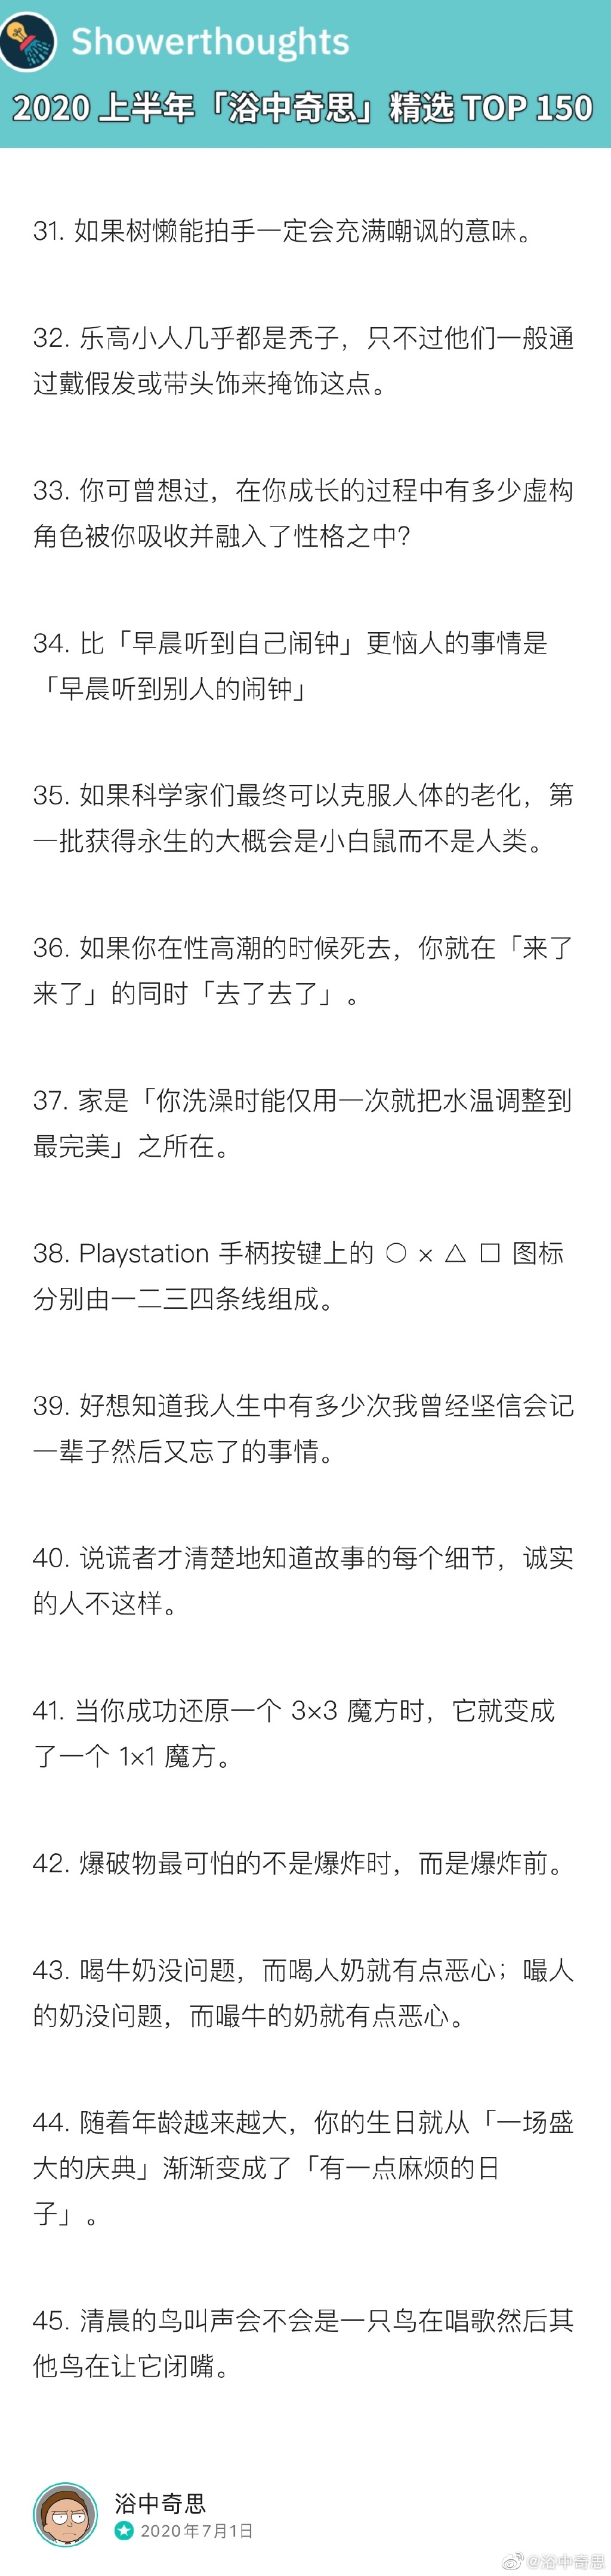 Showerthoughts
2020 上半年「浴中奇思」精选 TOP 150
31. 如果树懒能拍手一定会充满嘲讽的意味。
32. 乐高小人几乎都是秃子，只不过他们一般通
过戴假发或带头饰来掩饰这点。
33. 你可曾想过，在你成长的过程中有多少虚构
角色被你吸收并融入了性格之中？
34. 比「早晨听到自己闹钟」更恼人的事情是
「早晨听到别人的闹钟」
35. 如果科学家们最终可以克服人体的老化，第
一批获得永生的大概会是小白鼠而不是人类。
36. 如果你在性高潮的时候死去，你就在「来了
来了」的同时「去了去了」。
37. 家是「你洗澡时能仅用一次就把水温调整到
最完美」之所在。
38. Playstation 手柄按键上的 ○ × △ □ 图标
分别由一二三四条线组成。
39. 好想知道我人生中有多少次我曾经坚信会记
一辈子然后又忘了的事情。
40. 说谎者才清楚地知道故事的每个细节，诚实
的人不这样。
41. 当你成功还原一个 3×3 魔方时，它就变成
了一个 1×1 魔方。
42. 爆破物最可怕的不是爆炸时，而是爆炸前。
43. 喝牛奶没问题，而喝人奶就有点恶心；嘬人
的奶没问题，而嘬牛的奶就有点恶心。
44. 随着年龄越来越大，你的生日就从「一场盛
大的庆典」渐渐变成了「有一点麻烦的日
子」。
45. 清晨的鸟叫声会不会是一只鸟在唱歌然后其
他鸟在让它闭嘴。
浴中奇思
2020年7月1日
@浴中奇思